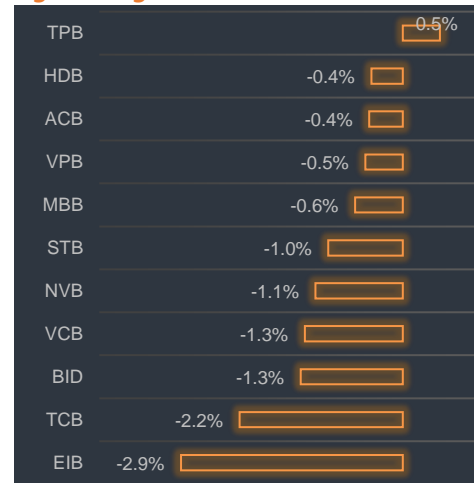 TPB 0.5%
HDB -0.4%
ACB -0.4%
VPB -0.5%
MBB -0.6%
STB -1.0%
NVB -1.1%
VCB -1.3%
BID -1.3%
TCB -2.2%
EIB -2.9%